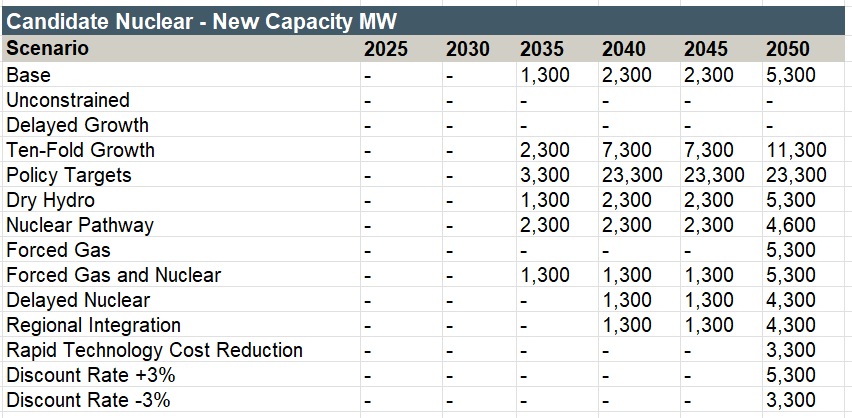 Candidate Nuclear - New Capacity MW
Scenario 2025 2030 2035 2040 2045 2050
Base - - 1,300 2,300 2,300 5,300
Unconstrained - - - - - -
Delayed Growth - - - - - -
Ten-Fold Growth - - 2,300 7,300 7,300 11,300
Policy Targets - - 3,300 23,300 23,300 23,300
Dry Hydro - - 1,300 2,300 2,300 5,300
Nuclear Pathway - - 2,300 2,300 2,300 4,600
Forced Gas - - - - - 5,300
Forced Gas and Nuclear - - 1,300 1,300 1,300 5,300
Delayed Nuclear - - - 1,300 1,300 4,300
Regional Integration - - - 1,300 1,300 4,300
Rapid Technology Cost Reduction - - - - - 3,300
Discount Rate +3% - - - - - 5,300
Discount Rate -3% - - - - - 3,300